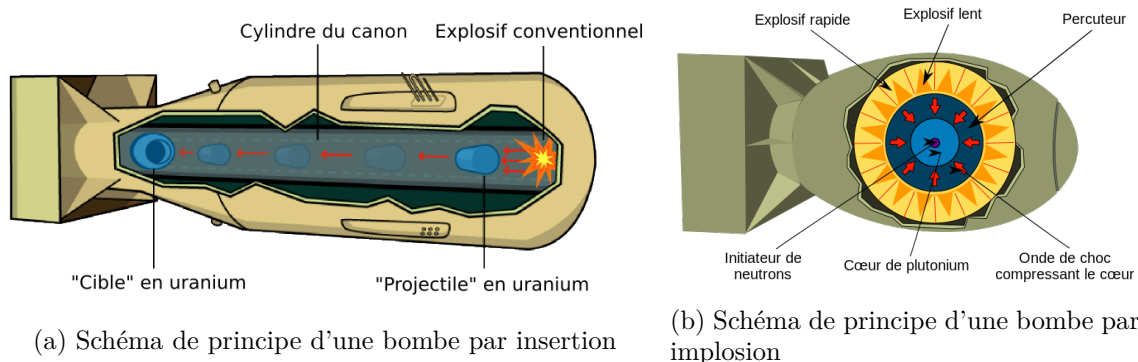 Cylindre du canon
Explosif conventionnel
"Cible" en uranium
"Projectile" en uranium
(a) Schéma de principe d'une bombe par insertion
Explosif rapide
Explosif lent
Percuteur
Initiateur de
neutrons
Cœur de plutonium
Onde de choc
compressant le cœur
(b) Schéma de principe d'une bombe par
implosion